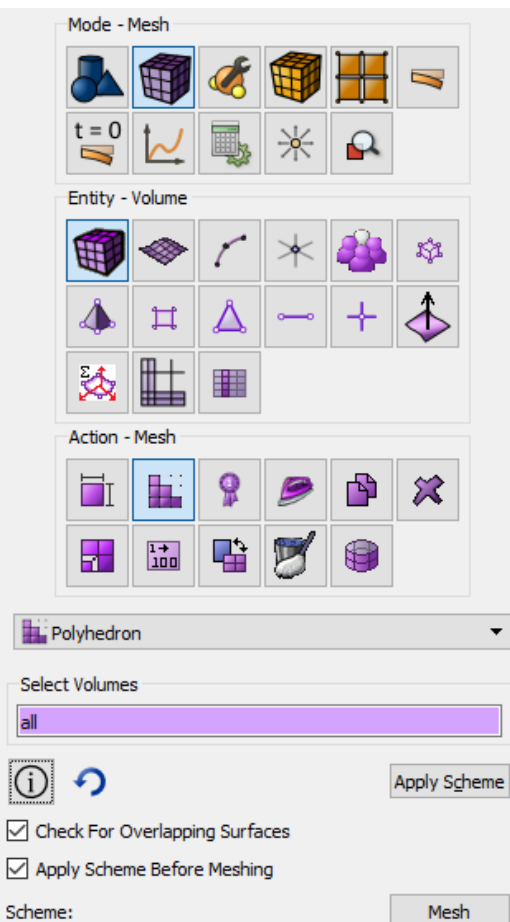 Mode - Mesh
t = 0
Entity - Volume
Σ
Action - Mesh
1
1→
100
Polyhedron
Select Volumes
all
i
Apply Scheme
Check For Overlapping Surfaces
Apply Scheme Before Meshing
Scheme:
Mesh